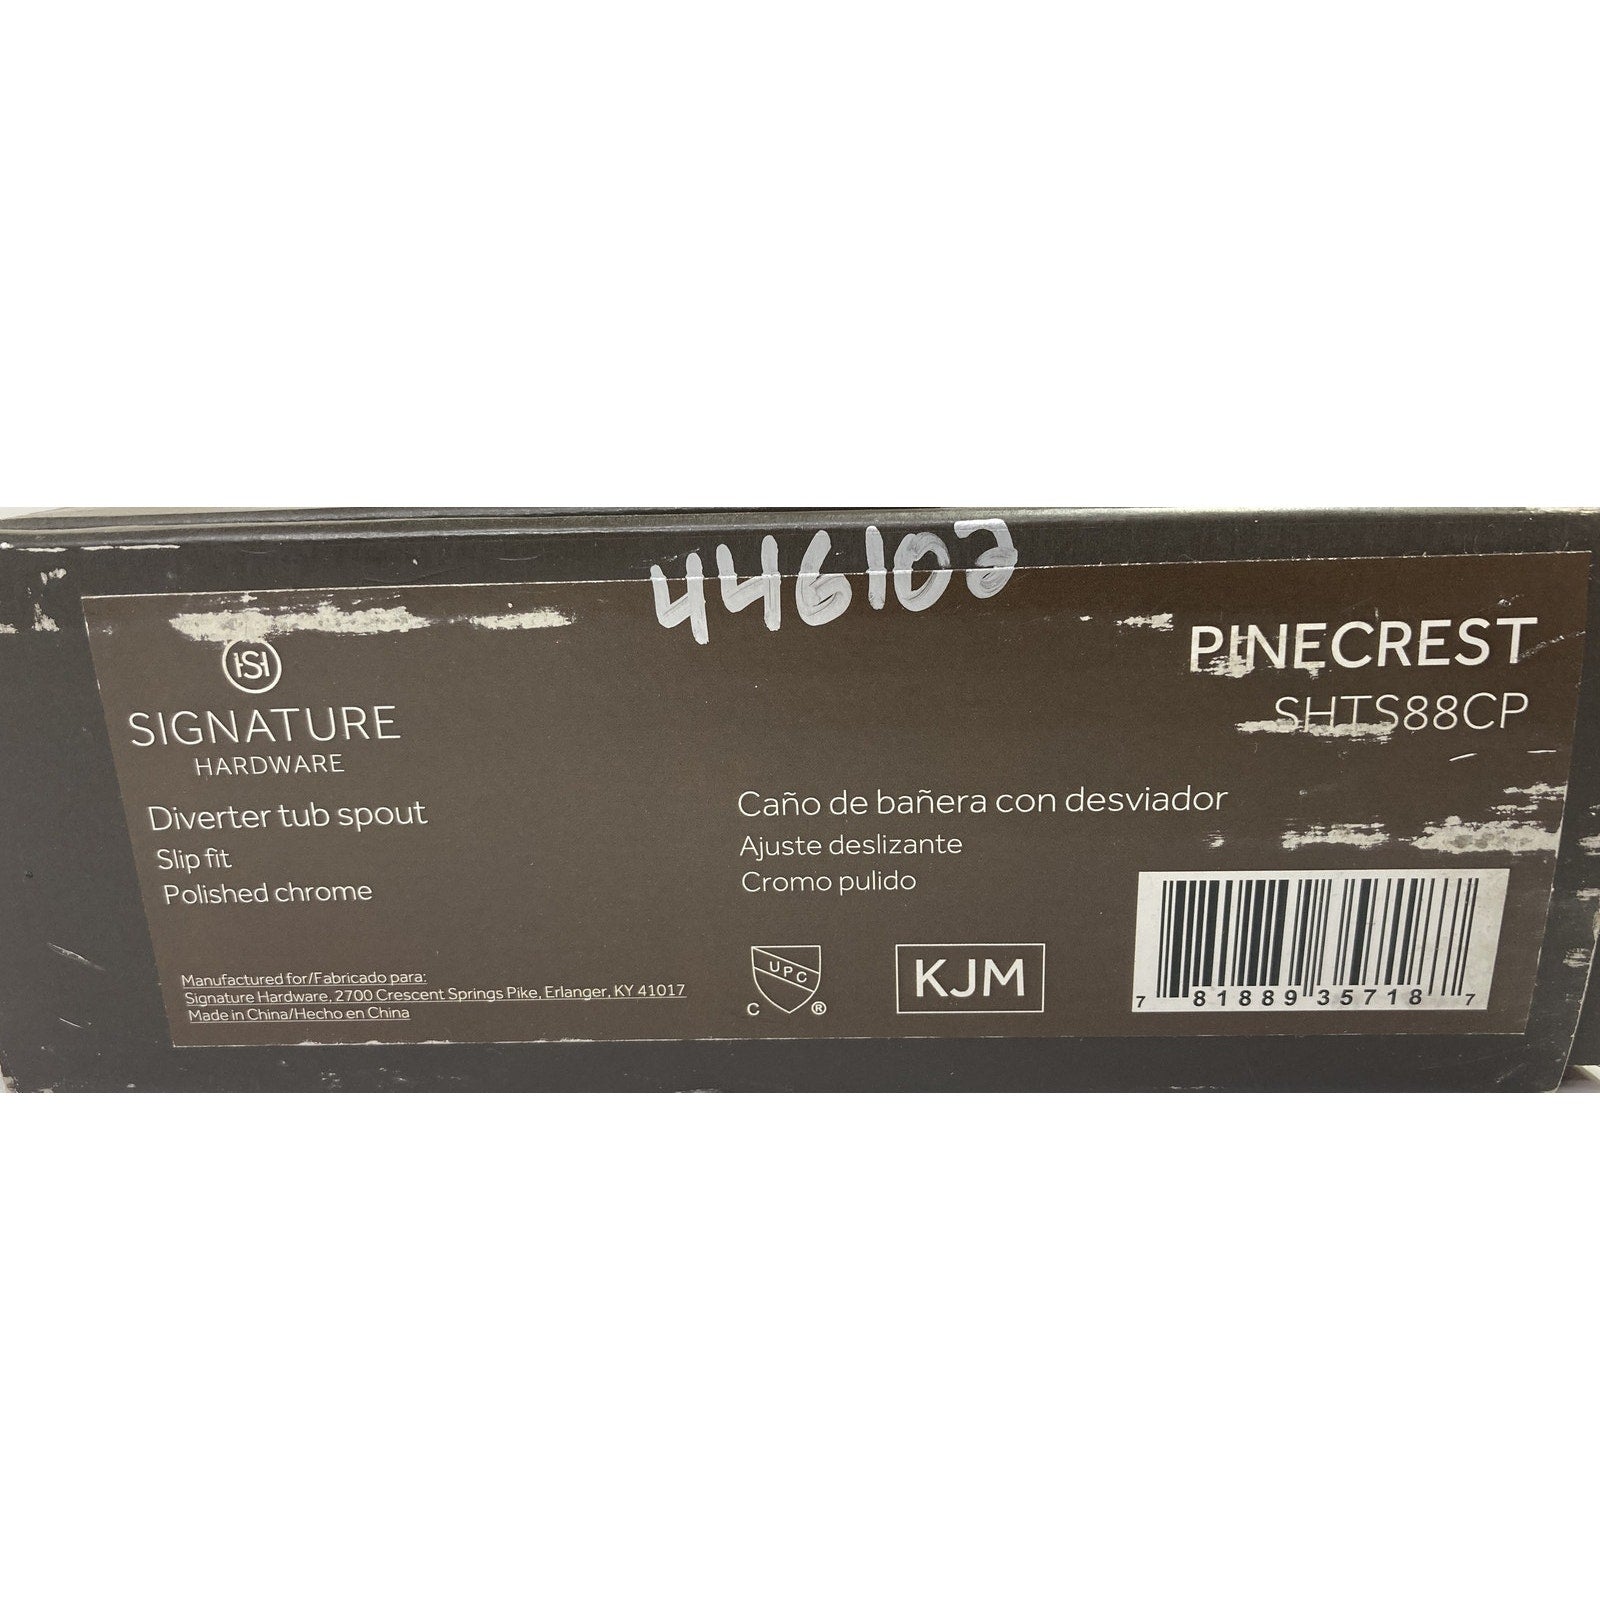 446102
HSH
SIGNATURE
HARDWARE
PINECREST
SHTS88CP
Diverter tub spout
Slip fit
Polished chrome
Caño de bañera con desviador
Ajuste deslizante
Cromo pulido
Manufactured for/Fabricado para:
Signature Hardware, 2700 Crescent Springs Pike, Erlanger, KY 41017
Made in China/Hecho en China
UPC
C ®
KJM
7 81889 35718 7